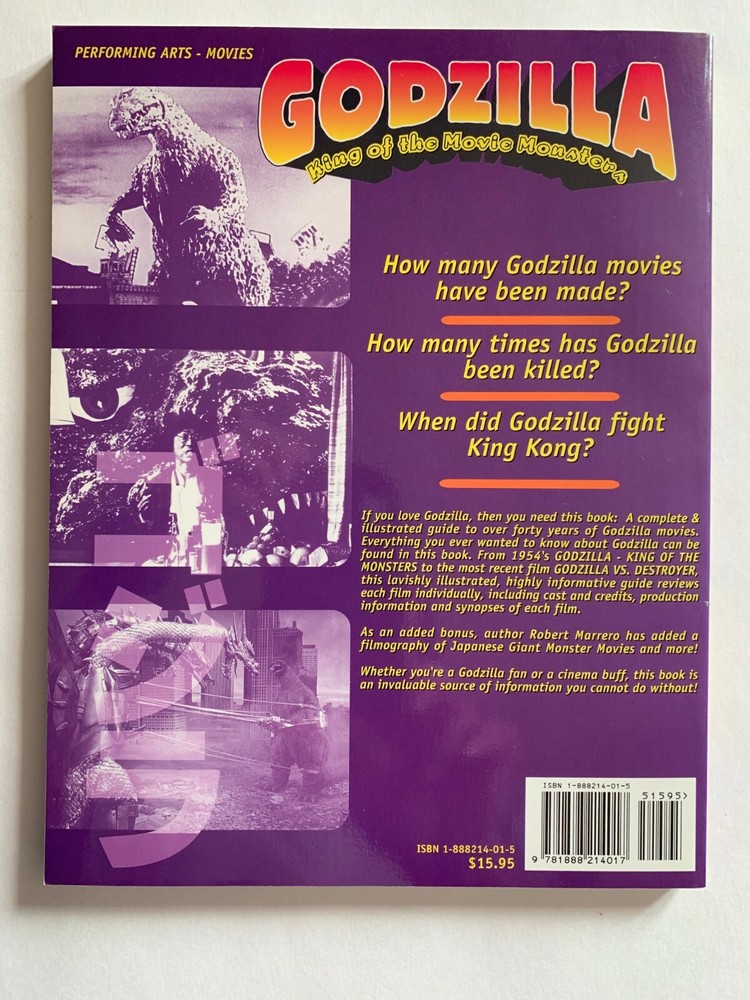 PERFORMING ARTS - MOVIES
GODZILLA
King of the Movie Monsters
How many Godzilla movies
have been made?
How many times has Godzilla
been killed?
When did Godzilla fight
King Kong?
If you love Godzilla, then you need this book: A complete &
illustrated guide to over forty years of Godzilla movies.
Everything you ever wanted to know about Godzilla can be
found in this book. From 1954's GODZILLA - KING OF THE
MONSTERS to the most recent film GODZILLA VS. DESTROYER,
this lavishly illustrated, highly informative guide reviews
each film individually, including cast and credits, production
information and synopses of each film.
As an added bonus, author Robert Marrero has added a
filmography of Japanese Giant Monster Movies and more!
Whether you're a Godzilla fan or a cinema buff, this book is
an invaluable source of information you cannot do without!
ISBN 1-888214-01-5
$15.95
ISBN 1-888214-01-5
51595>
9 781888 214017